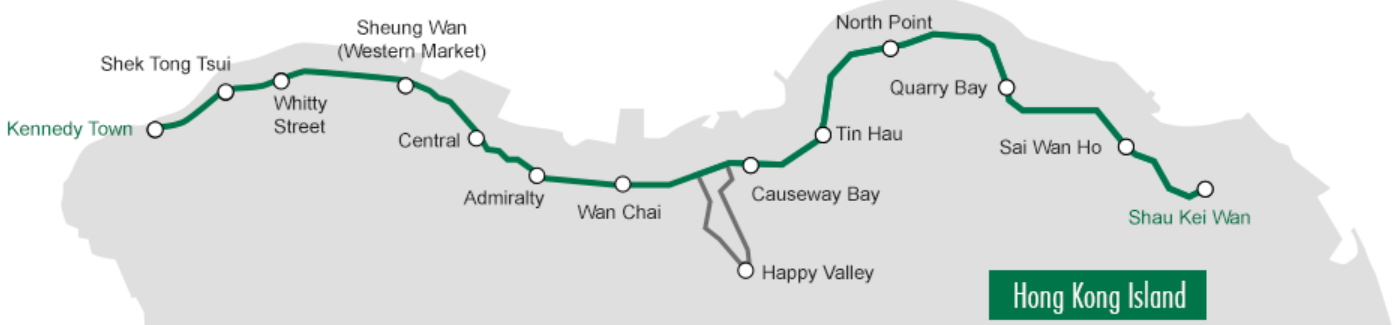 Kennedy Town
Shek Tong Tsui
Whitty
Street
Sheung Wan
(Western Market)
Central
Admiralty
Wan Chai
Causeway Bay
Happy Valley
Tin Hau
North Point
Quarry Bay
Sai Wan Ho
Shau Kei Wan
Hong Kong Island